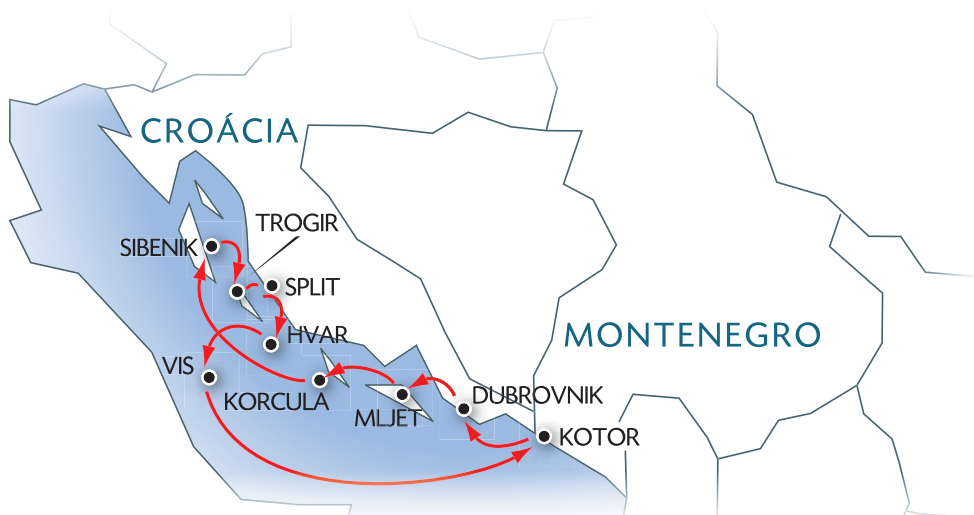 CROÁCIA
TROGIR
SIBENIK
SPLIT
HVAR
MONTENEGRO
VIS
KORCULA
DUBROVNIK
MLJET
KOTOR